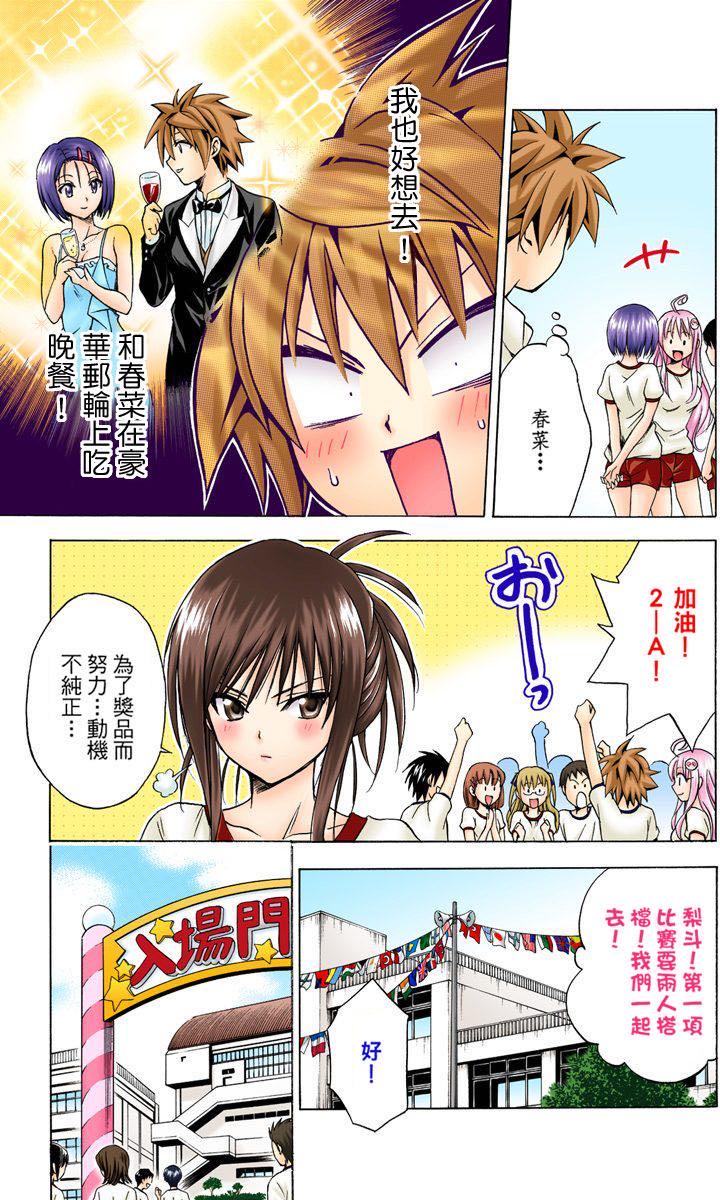 春菜…
我也好想去！
和春菜在豪
華郵輪上吃
晚餐！
加油！
2—A！
おーっ
為了獎品而
努力…動機
不純正…
梨斗！第一項
比賽要兩人搭
檔！我們一起
去！
好！
入場門